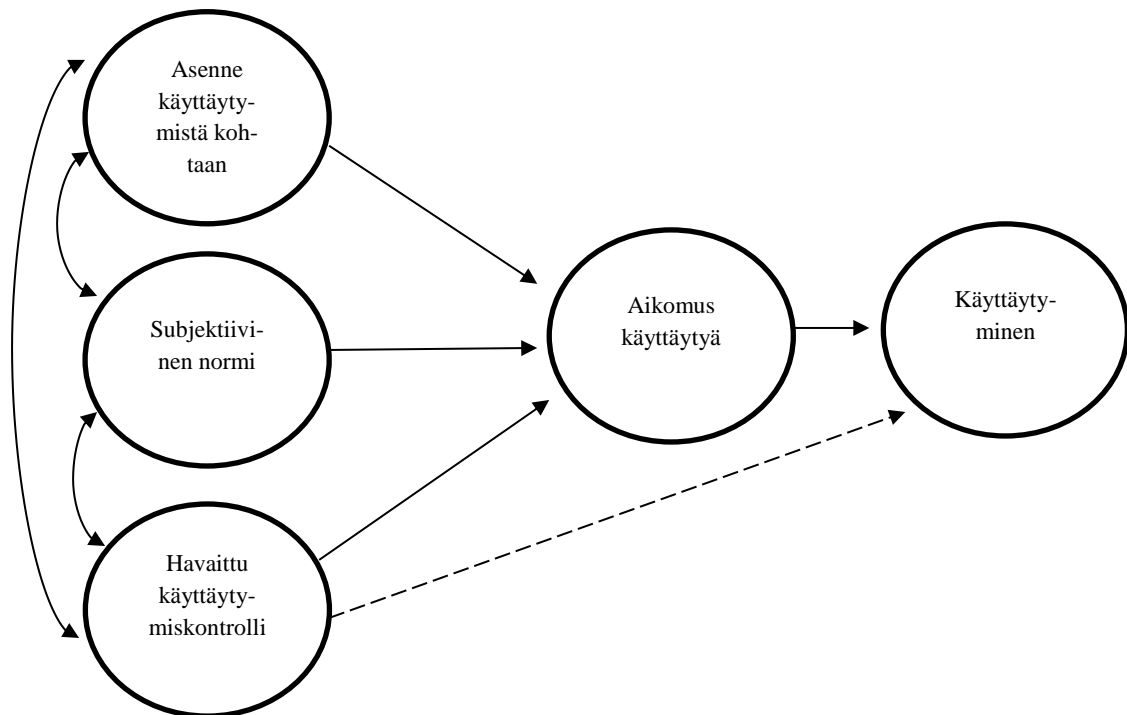 Asenne
käyttäyty-
mistä koh-
taan
Subjektiivi-
nen normi
Havaittu
käyttäyty-
miskontrolli
Aikomus
käyttäytyä
Käyttäyty-
minen